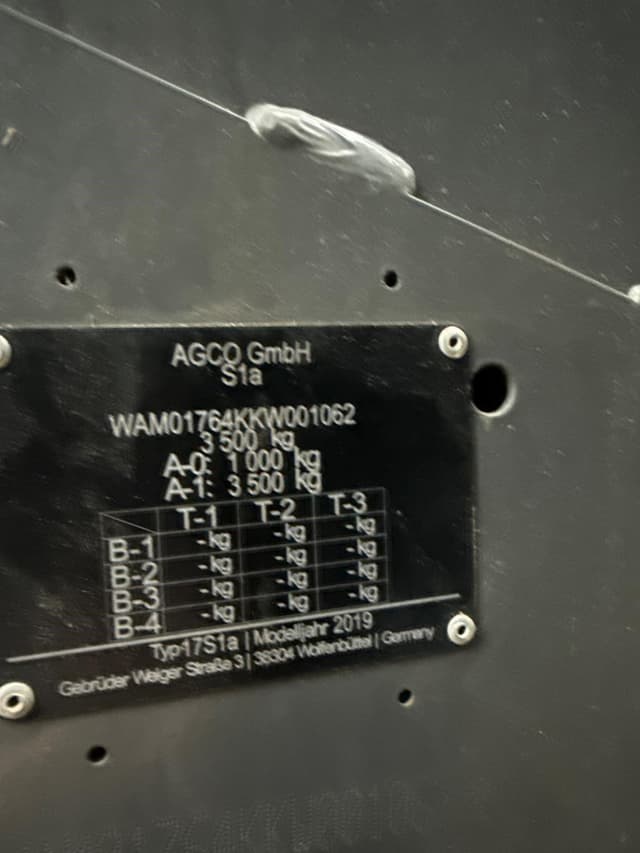 AGCO GmbH
S1a
WAM01764KKW001062
3 500 kg
A-0: 1 000 kg
A-1: 3 500 kg
T-1 T-2 T-3
B-1 - kg - kg - kg
B-2 - kg - kg - kg
B-3 - kg - kg - kg
B-4 - kg - kg - kg
Typ17S1a | Modelljahr 2019
Gebrüder Welger Straße 3 | 38304 Wolfenbüttel | Germany